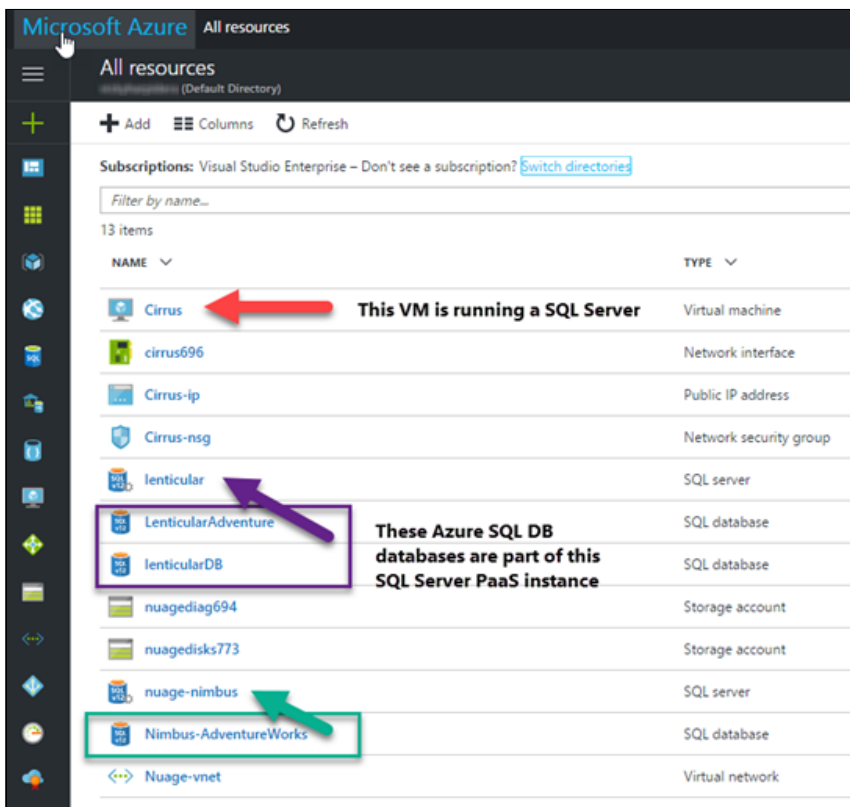 Microsoft Azure All resources
All resources
(Default Directory)
Add Columns Refresh
Subscriptions: Visual Studio Enterprise – Don't see a subscription? Switch directories
Filter by name...
13 items
NAME TYPE
Cirrus This VM is running a SQL Server Virtual machine
cirrus696 Network interface
Cirrus-ip Public IP address
Cirrus-nsg Network security group
lenticular SQL server
LenticularAdventure SQL database
These Azure SQL DB
databases are part of this
SQL Server PaaS instance
lenticularDB SQL database
nuagediag694 Storage account
nuagedisks773 Storage account
nuage-nimbus SQL server
Nimbus-AdventureWorks SQL database
Nuage-vnet Virtual network